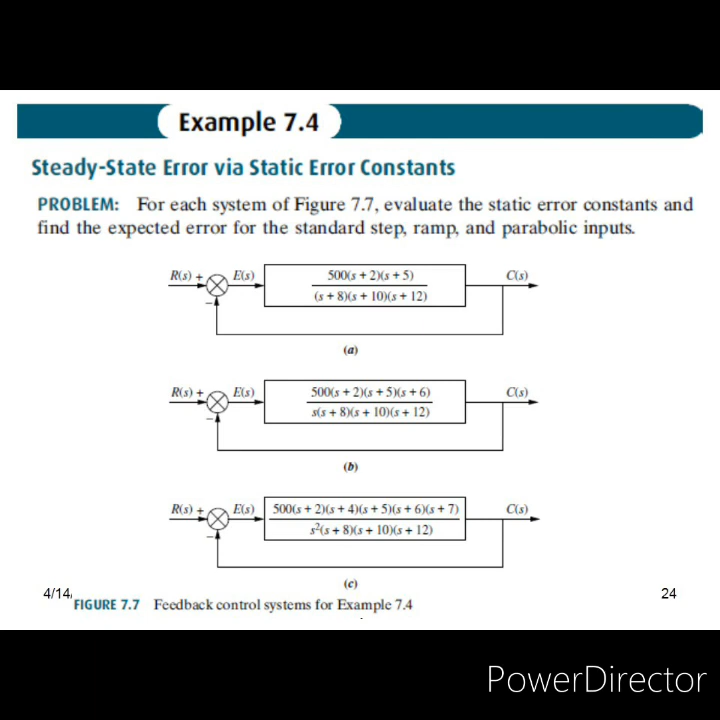 Example 7.4
Steady-State Error via Static Error Constants
PROBLEM: For each system of Figure 7.7, evaluate the static error constants and
find the expected error for the standard step, ramp, and parabolic inputs.
R(s) + E(s) 500(s + 2)(s + 5) C(s)
(s + 8)(s + 10)(s + 12)
−
(a)
R(s) + E(s) 500(s + 2)(s + 5)(s + 6) C(s)
s(s + 8)(s + 10)(s + 12)
−
(b)
R(s) + E(s) 500(s + 2)(s + 4)(s + 5)(s + 6)(s + 7) C(s)
s²(s + 8)(s + 10)(s + 12)
−
(c)
4/14/ 24
FIGURE 7.7 Feedback control systems for Example 7.4
PowerDirector